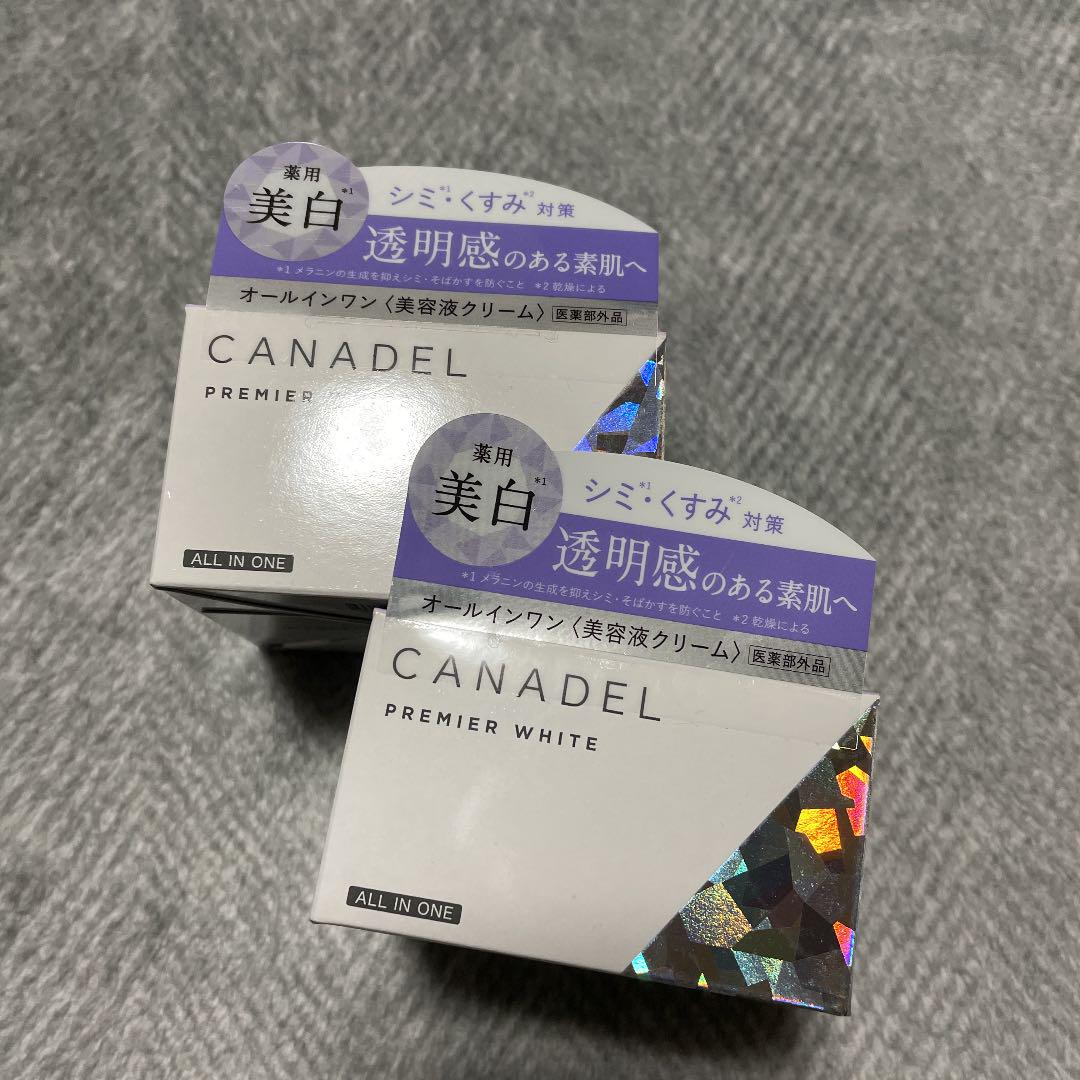 薬用
美白*1
シミ*1・くすみ*2対策
透明感のある素肌へ
*1 メラニンの生成を抑えシミ・そばかすを防ぐこと *2 乾燥による
オールインワン〈美容液クリーム〉 医薬部外品
CANADEL
PREMIER
ALL IN ONE
薬用
美白*1
シミ*1・くすみ*2対策
透明感のある素肌へ
*1 メラニンの生成を抑えシミ・そばかすを防ぐこと *2 乾燥による
オールインワン〈美容液クリーム〉 医薬部外品
CANADEL
PREMIER WHITE
ALL IN ONE